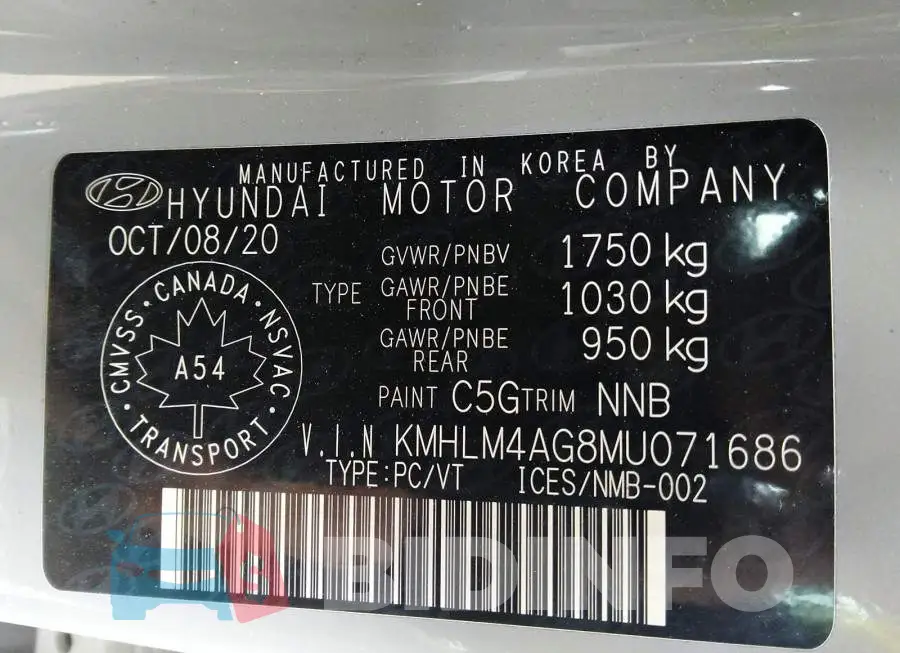 MANUFACTURED IN KOREA BY
HYUNDAI MOTOR COMPANY
OCT/08/20
GVWR/PNBV 1750 kg
TYPE GAWR/PNBE FRONT 1030 kg
GAWR/PNBE REAR 950 kg
PAINT C5G TRIM NNB
V.I.N KMHLM4AG8MU071686
TYPE:PC/VT ICES/NMB-002
CMVSS · CANADA · NSVAC · TRANSPORT ·
A54
BIDINFO